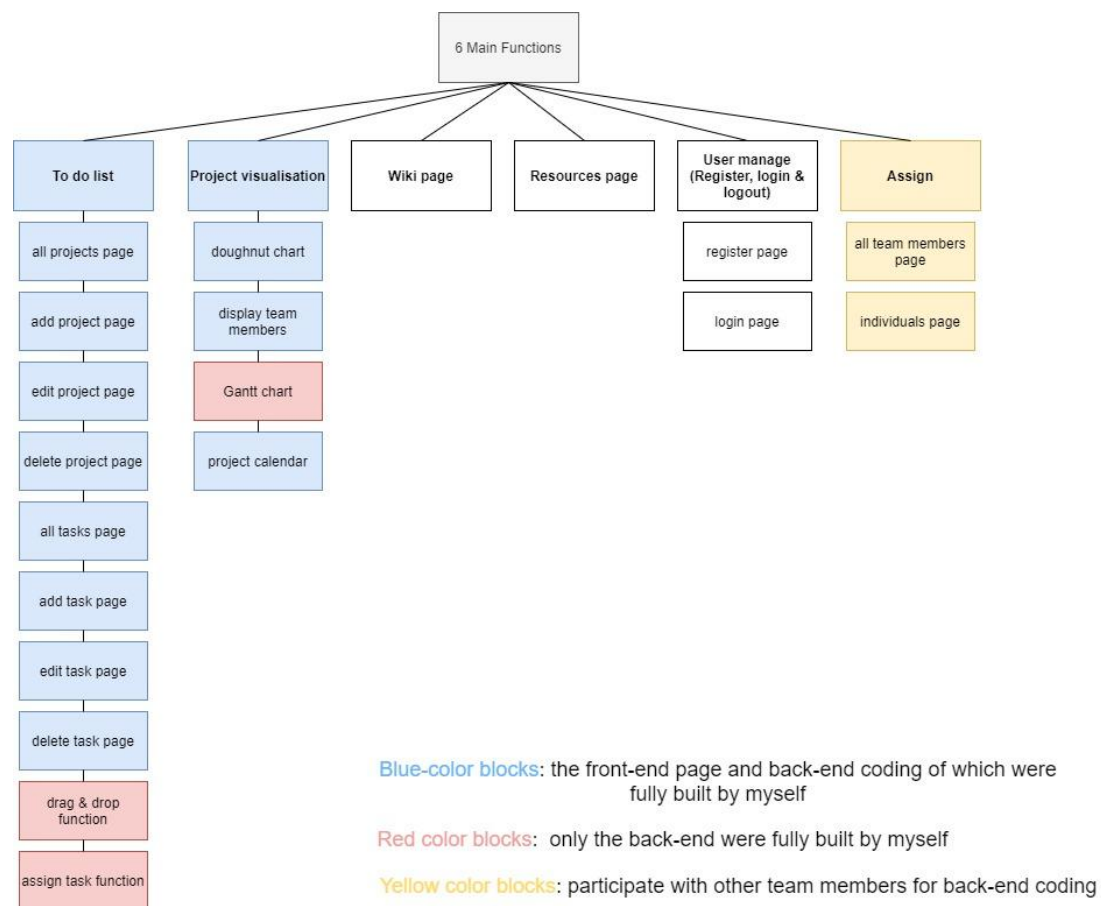 6 Main Functions
To do list
Project visualisation
Wiki page
Resources page
User manage
(Register, login &
logout)
Assign
all projects page
add project page
edit project page
delete project page
all tasks page
add task page
edit task page
delete task page
drag & drop
function
assign task function
doughnut chart
display team
members
Gantt chart
project calendar
register page
login page
all team members
page
individuals page
Blue-color blocks: the front-end page and back-end coding of which were
fully built by myself
Red color blocks: only the back-end were fully built by myself
Yellow color blocks: participate with other team members for back-end coding